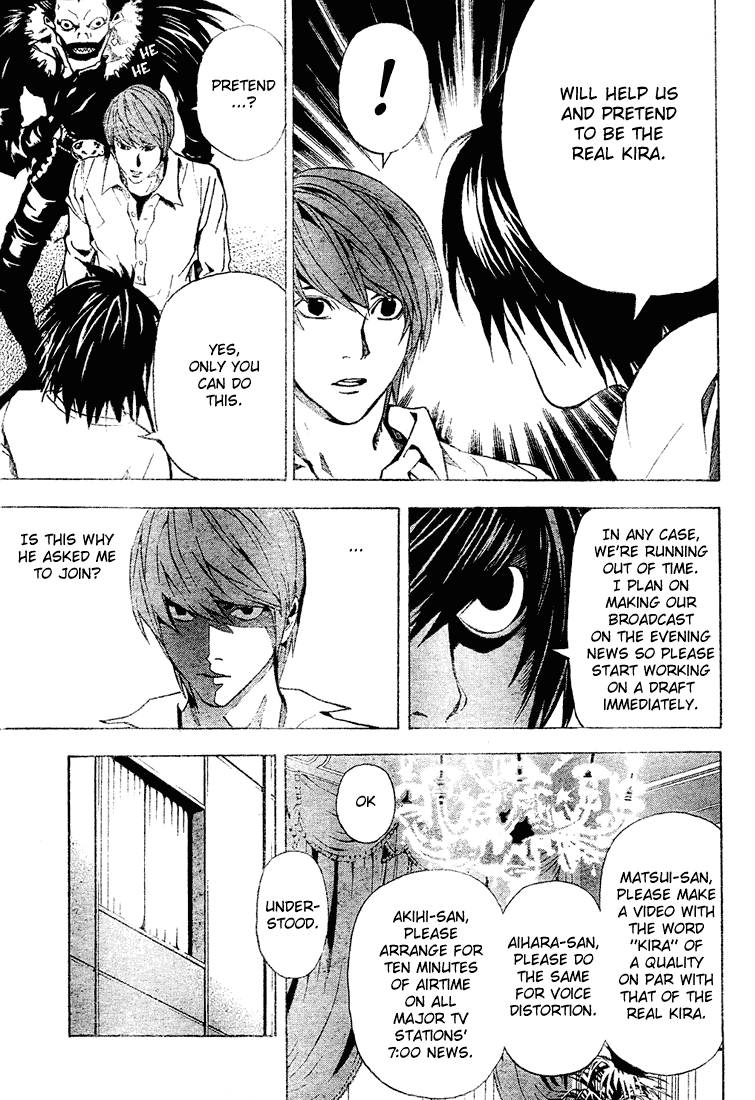 WILL HELP US
AND PRETEND
TO BE THE
REAL KIRA.
!
PRETEND
...?
HE
HE
YES,
ONLY YOU
CAN DO
THIS.
IN ANY CASE,
WE'RE RUNNING
OUT OF TIME.
I PLAN ON
MAKING OUR
BROADCAST
ON THE EVENING
NEWS SO PLEASE
START WORKING
ON A DRAFT
IMMEDIATELY.
...
IS THIS WHY
HE ASKED ME
TO JOIN?
MATSUI-SAN,
PLEASE MAKE
A VIDEO WITH
THE WORD
"KIRA" OF
A QUALITY
ON PAR WITH
THAT OF THE
REAL KIRA.
AIHARA-SAN,
PLEASE DO
THE SAME
FOR VOICE
DISTORTION.
AKIHI-SAN,
PLEASE
ARRANGE FOR
TEN MINUTES
OF AIRTIME
ON ALL
MAJOR TV
STATIONS'
7:00 NEWS.
OK
UNDER-
STOOD.